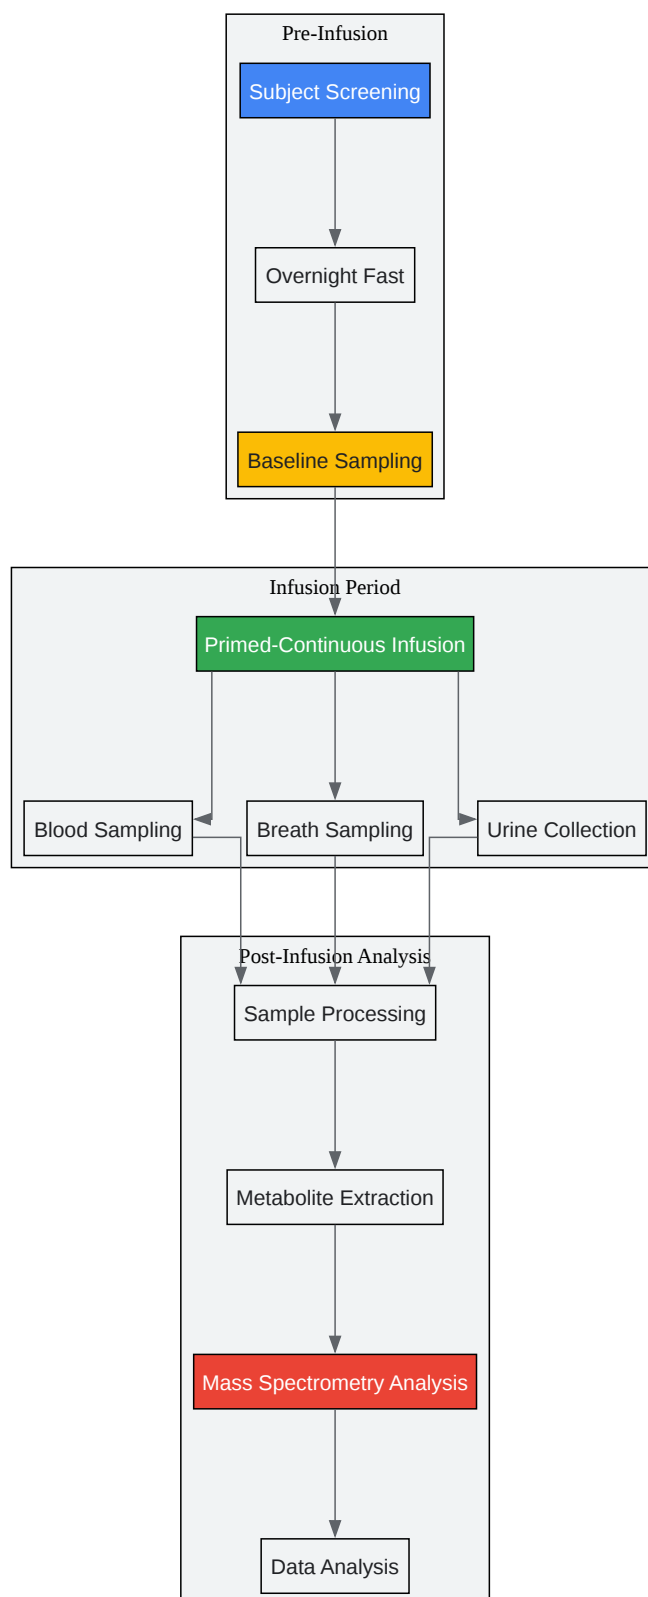 Pre-Infusion
Subject Screening
Overnight Fast
Baseline Sampling
Infusion Period
Primed-Continuous Infusion
Blood Sampling
Breath Sampling
Urine Collection
Post-Infusion Analysis
Sample Processing
Metabolite Extraction
Mass Spectrometry Analysis
Data Analysis